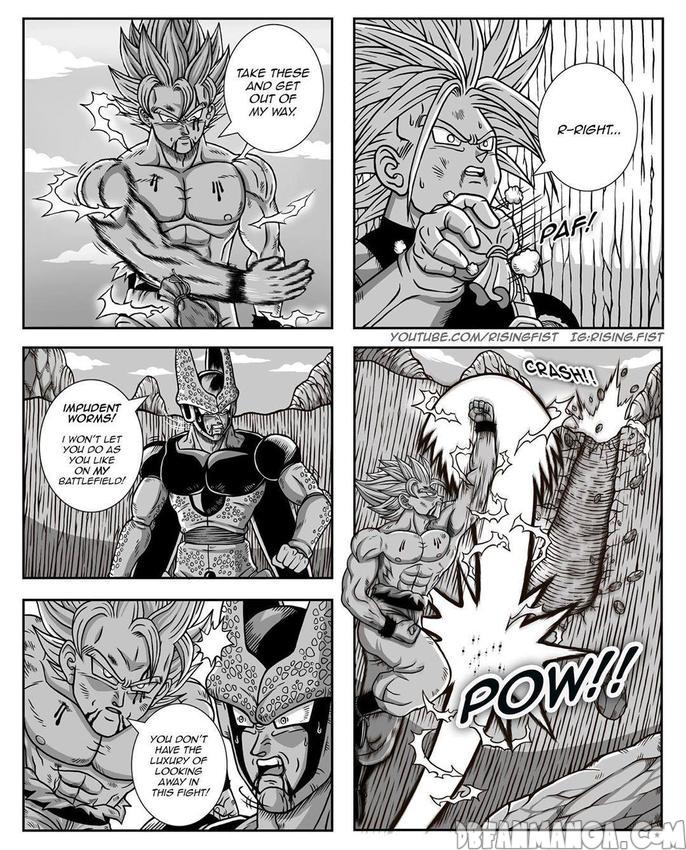 TAKE THESE
AND GET
OUT OF
MY WAY.
R-RIGHT...
PAF!
YOUTUBE.COM/RISINGFIST IG:RISING.FIST
IMPUDENT
WORMS!
I WON'T LET
YOU DO AS
YOU LIKE
ON MY
BATTLEFIELD!
CRASH!!
YOU DON'T
HAVE THE
LUXURY OF
LOOKING
AWAY IN
THIS FIGHT!
POW!!
DBFANMANGA.COM